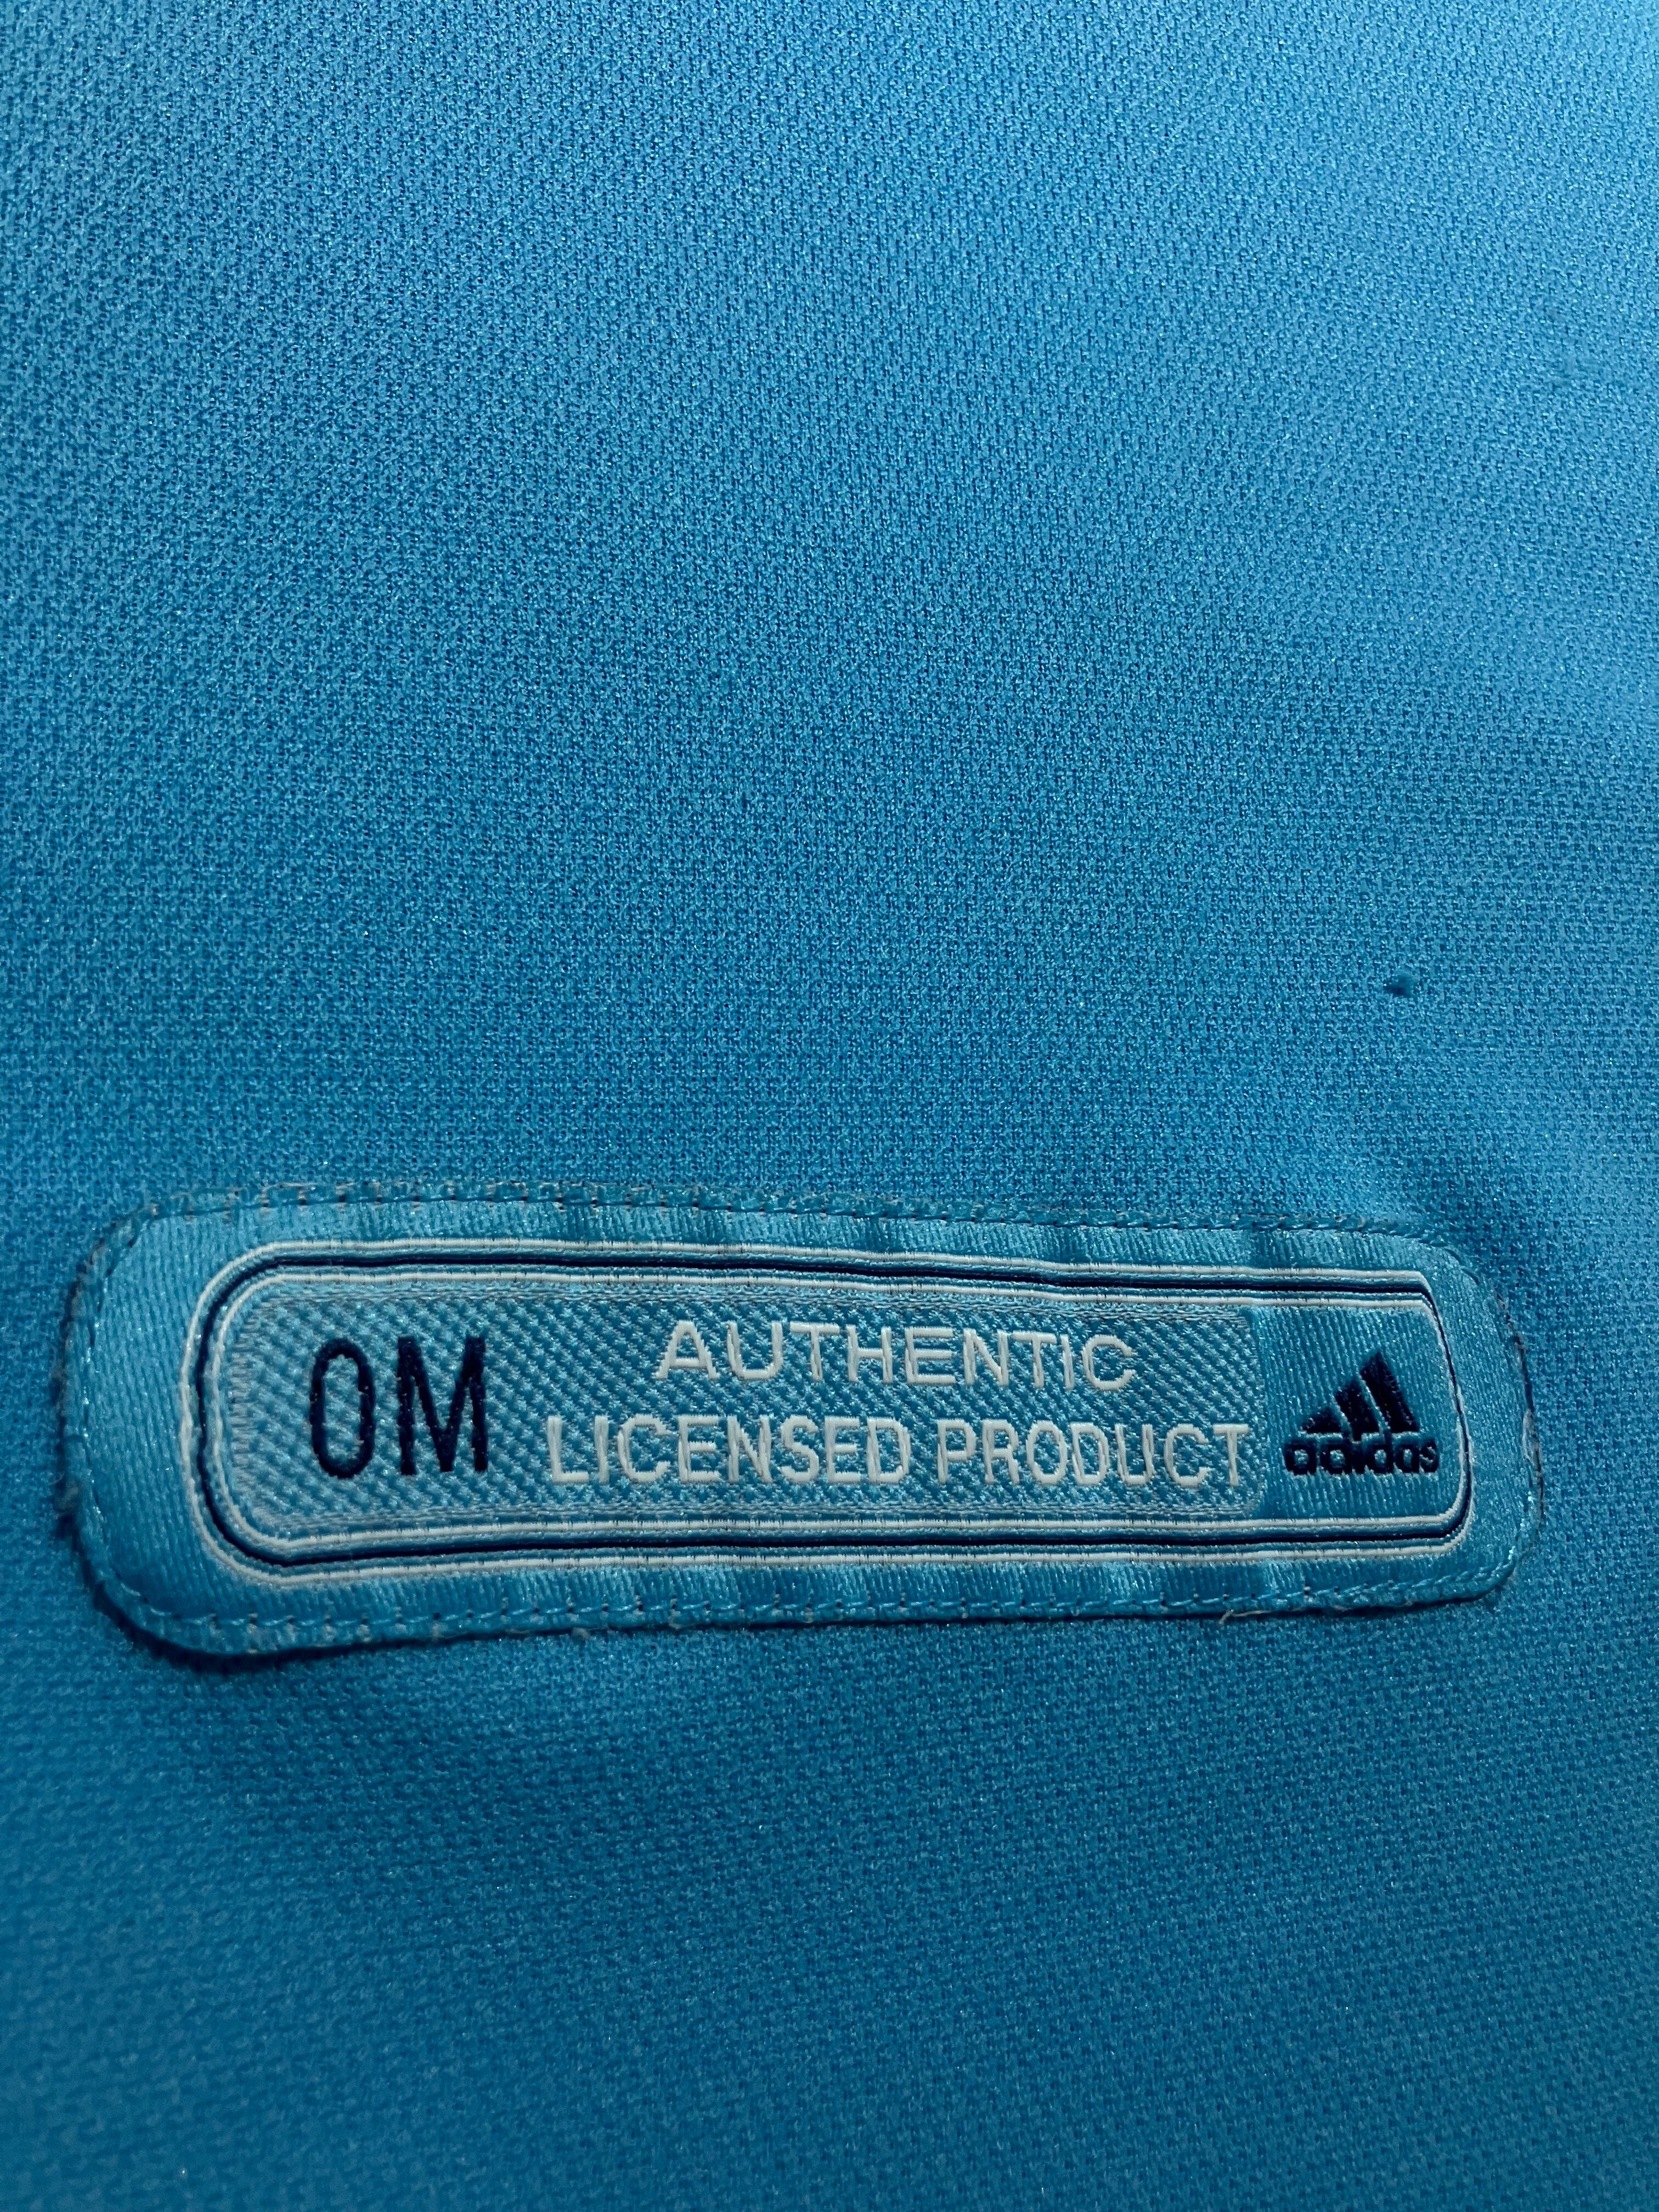 OM
AUTHENTIC
LICENSED PRODUCT
adidas